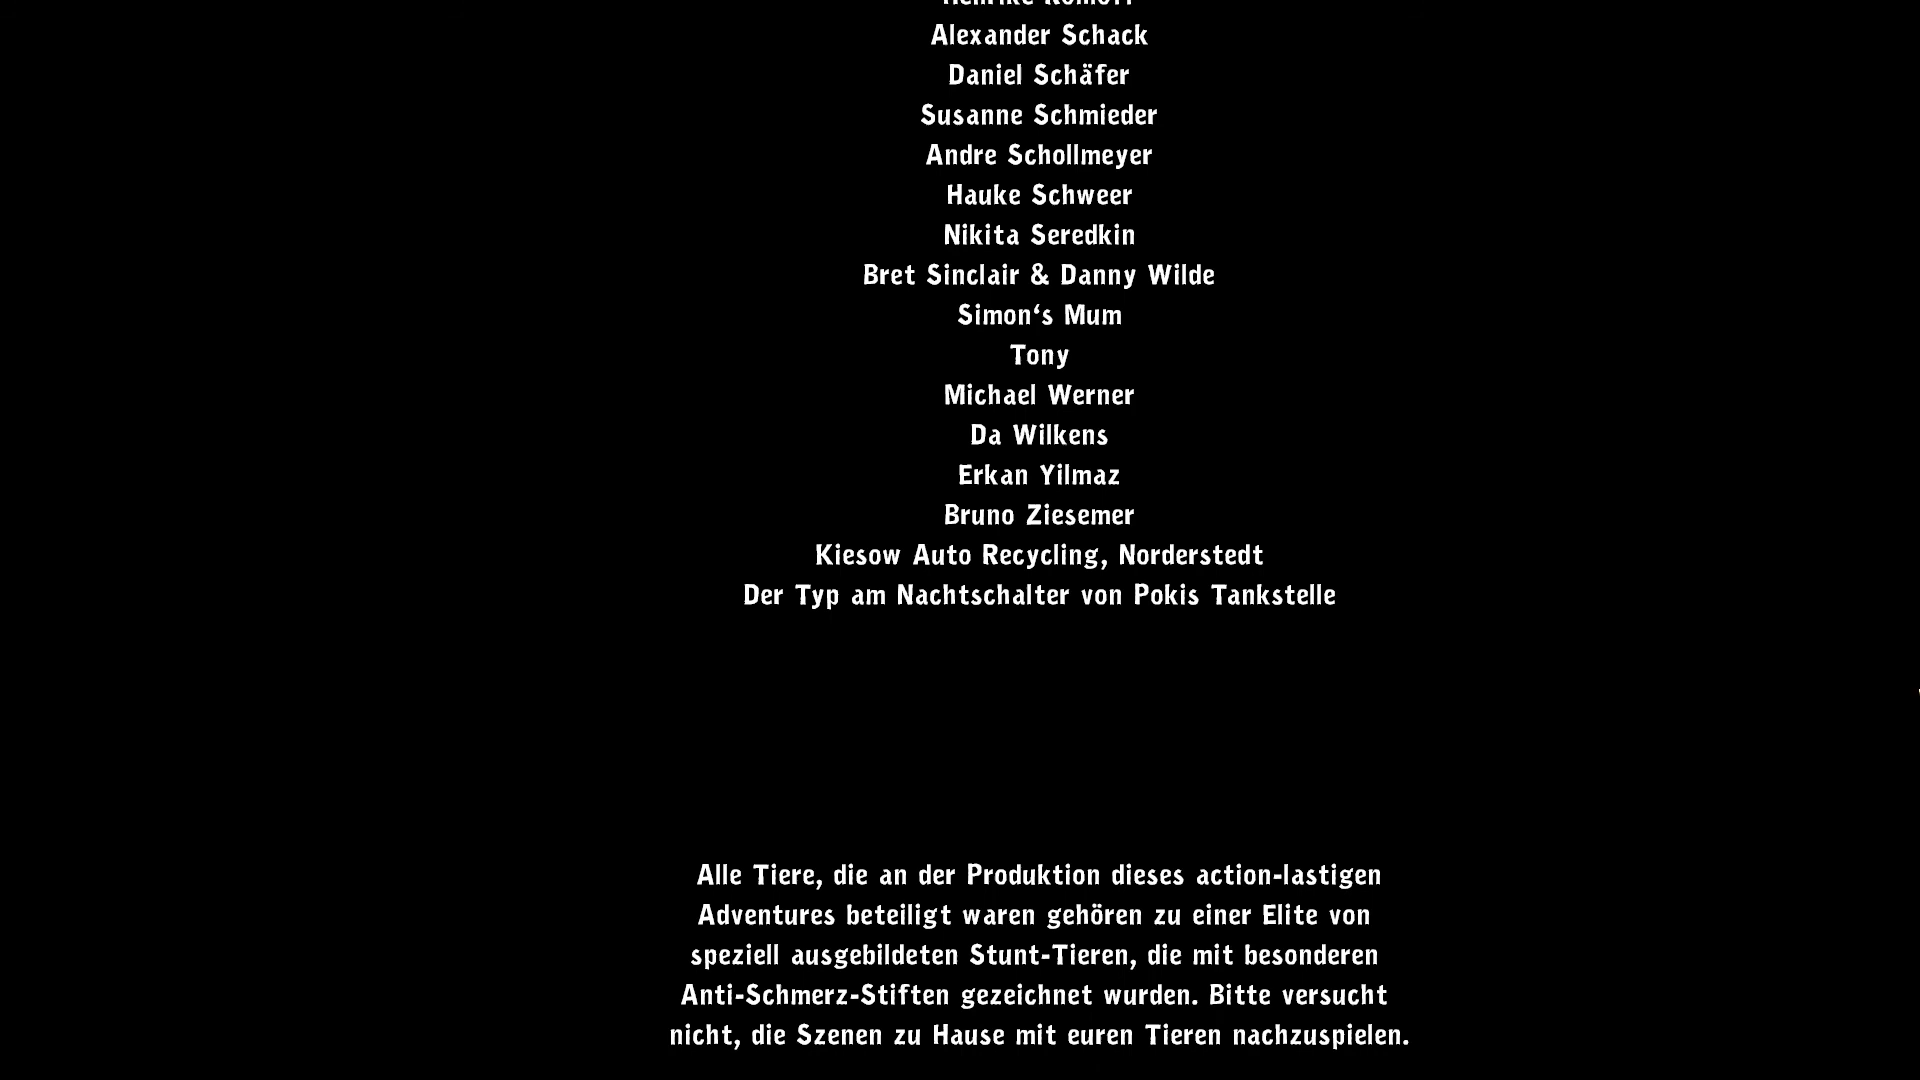 Alexander Schack
Daniel Schäfer
Susanne Schmieder
Andre Schollmeyer
Hauke Schweer
Nikita Seredkin
Bret Sinclair & Danny Wilde
Simon‘s Mum
Tony
Michael Werner
Da Wilkens
Erkan Yilmaz
Bruno Ziesemer
Kiesow Auto Recycling, Norderstedt
Der Typ am Nachtschalter von Pokis Tankstelle
Alle Tiere, die an der Produktion dieses action-lastigen
Adventures beteiligt waren gehören zu einer Elite von
speziell ausgebildeten Stunt-Tieren, die mit besonderen
Anti-Schmerz-Stiften gezeichnet wurden. Bitte versucht
nicht, die Szenen zu Hause mit euren Tieren nachzuspielen.